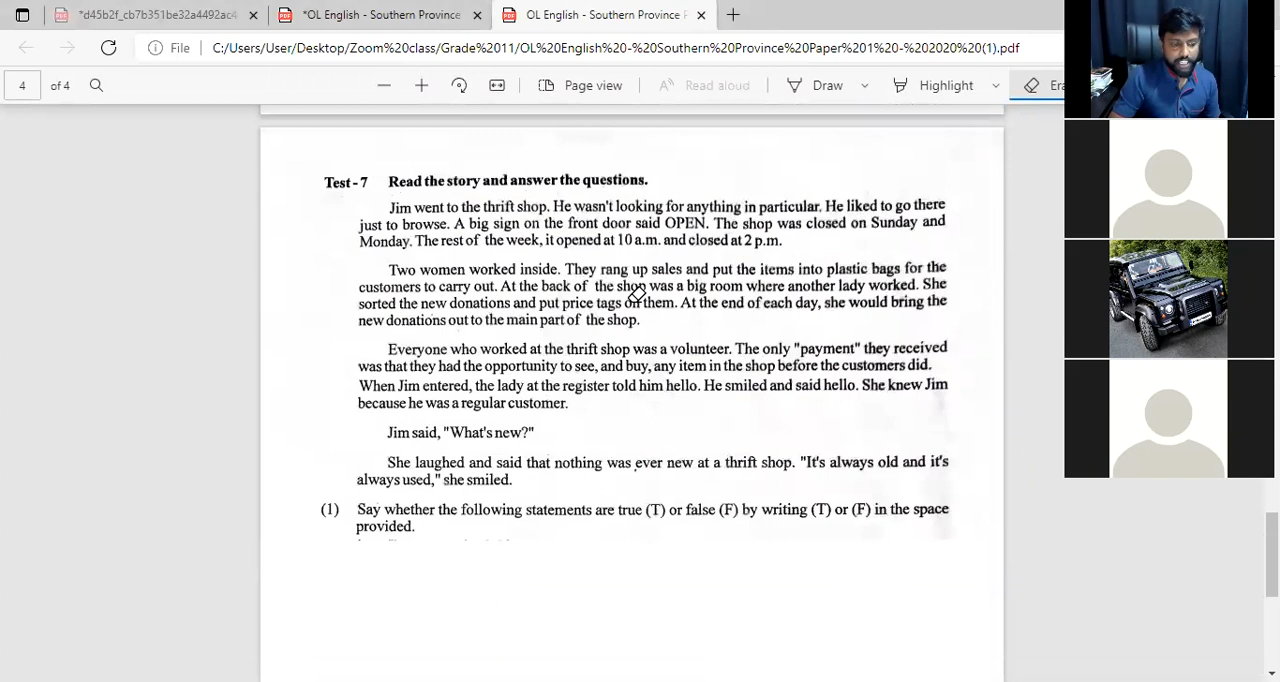 *d45b2f_cb7b351be32a4492ac4
*OL English - Southern Province
OL English - Southern Province P
File
C:/Users/User/Desktop/Zoom%20class/Grade%2011/OL%20English%20-%20Southern%20Province%20Paper%201%20-%202020%20(1).pdf
4 of 4
Page view
Read aloud
Draw
Highlight
Era
Test - 7 Read the story and answer the questions.
Jim went to the thrift shop. He wasn't looking for anything in particular. He liked to go there
just to browse. A big sign on the front door said OPEN. The shop was closed on Sunday and
Monday. The rest of the week, it opened at 10 a.m. and closed at 2 p.m.
Two women worked inside. They rang up sales and put the items into plastic bags for the
customers to carry out. At the back of the shop was a big room where another lady worked. She
sorted the new donations and put price tags on them. At the end of each day, she would bring the
new donations out to the main part of the shop.
Everyone who worked at the thrift shop was a volunteer. The only "payment" they received
was that they had the opportunity to see, and buy, any item in the shop before the customers did.
When Jim entered, the lady at the register told him hello. He smiled and said hello. She knew Jim
because he was a regular customer.
Jim said, "What's new?"
She laughed and said that nothing was ever new at a thrift shop. "It's always old and it's
always used," she smiled.
(1) Say whether the following statements are true (T) or false (F) by writing (T) or (F) in the space
provided.